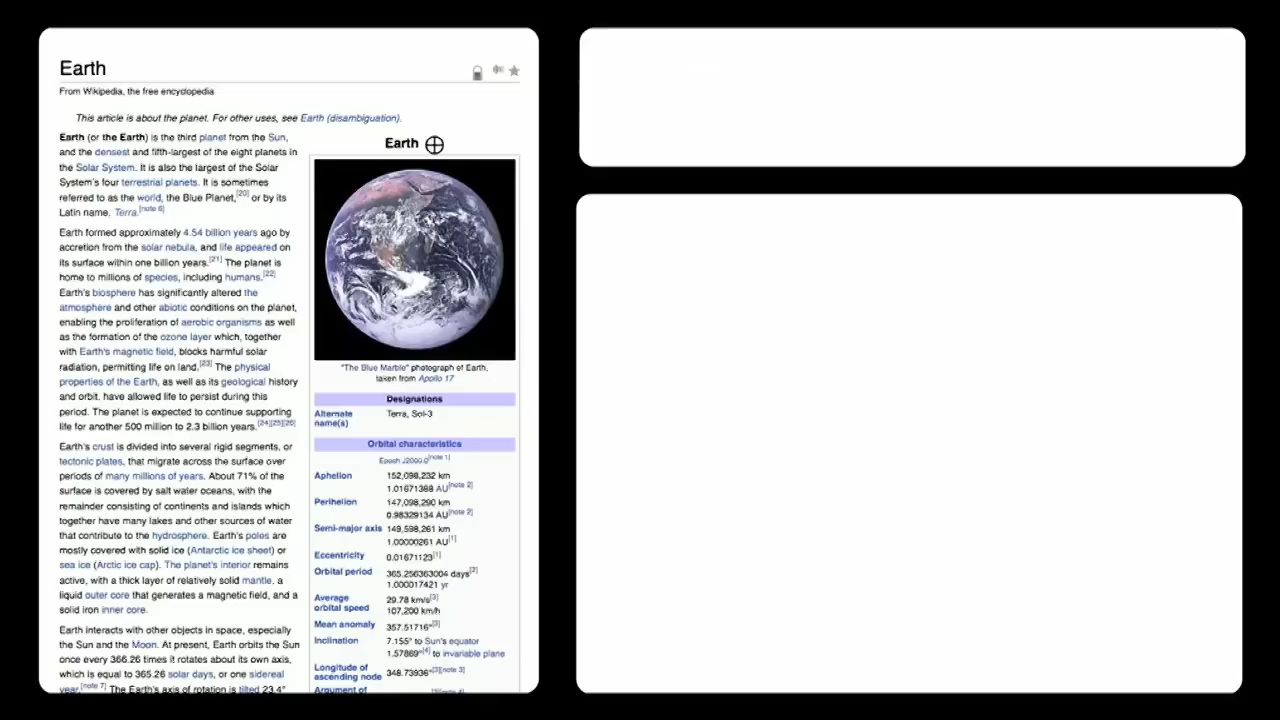 Earth
From Wikipedia, the free encyclopedia
This article is about the planet. For other uses, see Earth (disambiguation).
Earth (or the Earth) is the third planet from the Sun,
and the densest and fifth-largest of the eight planets in
the Solar System. It is also the largest of the Solar
System's four terrestrial planets. It is sometimes
referred to as the world, the Blue Planet,[20] or by its
Latin name, Terra.[note 6]
Earth formed approximately 4.54 billion years ago by
accretion from the solar nebula, and life appeared on
its surface within one billion years.[21] The planet is
home to millions of species, including humans.[22]
Earth's biosphere has significantly altered the
atmosphere and other abiotic conditions on the planet,
enabling the proliferation of aerobic organisms as well
as the formation of the ozone layer which, together
with Earth's magnetic field, blocks harmful solar
radiation, permitting life on land.[23] The physical
properties of the Earth, as well as its geological history
and orbit, have allowed life to persist during this
period. The planet is expected to continue supporting
life for another 500 million to 2.3 billion years.[24][25][26]
Earth's crust is divided into several rigid segments, or
tectonic plates, that migrate across the surface over
periods of many millions of years. About 71% of the
surface is covered by salt water oceans, with the
remainder consisting of continents and islands which
together have many lakes and other sources of water
that contribute to the hydrosphere. Earth's poles are
mostly covered with solid ice (Antarctic ice sheet) or
sea ice (Arctic ice cap). The planet's interior remains
active, with a thick layer of relatively solid mantle, a
liquid outer core that generates a magnetic field, and a
solid iron inner core.
Earth interacts with other objects in space, especially
the Sun and the Moon. At present, Earth orbits the Sun
once every 366.26 times it rotates about its own axis,
which is equal to 365.26 solar days, or one sidereal
year.[note 7] The Earth's axis of rotation is tilted 23.4°
Earth
"The Blue Marble" photograph of Earth,
taken from Apollo 17
Designations
Alternate name(s) Terra, Sol-3
Orbital characteristics
Epoch J2000.0[note 1]
Aphelion 152,098,232 km
1.01671388 AU[note 2]
Perihelion 147,098,290 km
0.98329134 AU[note 2]
Semi-major axis 149,598,261 km
1.00000261 AU[1]
Eccentricity 0.01671123[1]
Orbital period 365.256363004 days[2]
1.000017421 yr
Average orbital speed 29.78 km/s[3]
107,200 km/h
Mean anomaly 357.51716°[3]
Inclination 7.155° to Sun's equator
1.57869°[4] to invariable plane
Longitude of ascending node 348.73936°[3][note 3]
Argument of